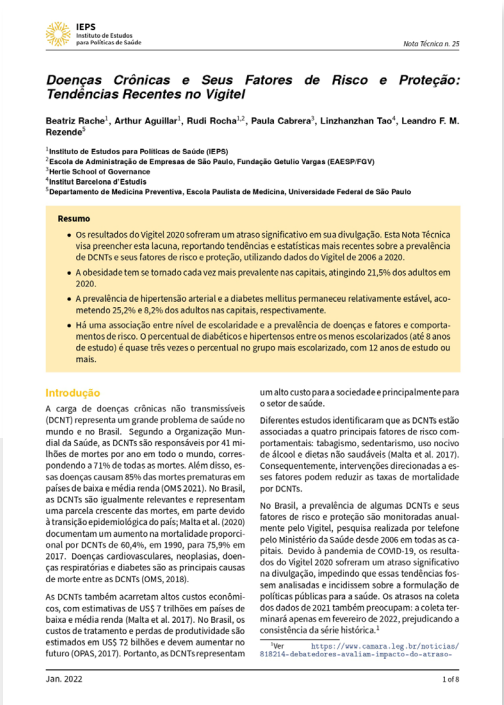 IEPS
Instituto de Estudos
para Políticas de Saúde
Nota Técnica n. 25
Doenças Crônicas e Seus Fatores de Risco e Proteção:
Tendências Recentes no Vigitel
Beatriz Rache1, Arthur Aguillar1, Rudi Rocha1,2, Paula Cabrera3, Linzhanzhan Tao4, Leandro F. M.
Rezende5
1Instituto de Estudos para Políticas de Saúde (IEPS)
2Escola de Administração de Empresas de São Paulo, Fundação Getulio Vargas (EAESP/FGV)
3Hertie School of Governance
4Institut Barcelona d'Estudis
5Departamento de Medicina Preventiva, Escola Paulista de Medicina, Universidade Federal de São Paulo
Resumo
• Os resultados do Vigitel 2020 sofreram um atraso significativo em sua divulgação. Esta Nota Técnica
visa preencher esta lacuna, reportando tendências e estatísticas mais recentes sobre a prevalência
de DCNTs e seus fatores de risco e proteção, utilizando dados do Vigitel de 2006 a 2020.
• A obesidade tem se tornado cada vez mais prevalente nas capitais, atingindo 21,5% dos adultos em
2020.
• A prevalência de hipertensão arterial e a diabetes mellitus permaneceu relativamente estável, aco-
metendo 25,2% e 8,2% dos adultos nas capitais, respectivamente.
• Há uma associação entre nível de escolaridade e a prevalência de doenças e fatores e comporta-
mentos de risco. O percentual de diabéticos e hipertensos entre os menos escolarizados (até 8 anos
de estudo) é quase três vezes o percentual no grupo mais escolarizado, com 12 anos de estudo ou
mais.
Introdução
A carga de doenças crônicas não transmissíveis
(DCNT) representa um grande problema de saúde no
mundo e no Brasil. Segundo a Organização Mun-
dial da Saúde, as DCNTs são responsáveis por 41 mi-
lhões de mortes por ano em todo o mundo, corres-
pondendo a 71% de todas as mortes. Além disso, es-
sas doenças causam 85% das mortes prematuras em
países de baixa e média renda (OMS 2021). No Brasil,
as DCNTs são igualmente relevantes e representam
uma parcela crescente das mortes, em parte devido
à transição epidemiológica do país; Malta et al. (2020)
documentam um aumento na mortalidade proporci-
onal por DCNTs de 60,4%, em 1990, para 75,9% em
2017. Doenças cardiovasculares, neoplasias, doen-
ças respiratórias e diabetes são as principais causas
de morte entre as DCNTs (OMS, 2018).
As DCNTs também acarretam altos custos econômi-
cos, com estimativas de US$ 7 trilhões em países de
baixa e média renda (Malta et al. 2017). No Brasil, os
custos de tratamento e perdas de produtividade são
estimados em US$ 72 bilhões e devem aumentar no
futuro (OPAS, 2017). Portanto, as DCNTs representam
um alto custo para a sociedade e principalmente para
o setor de saúde.
Diferentes estudos identificaram que as DCNTs estão
associadas a quatro principais fatores de risco com-
portamentais: tabagismo, sedentarismo, uso nocivo
de álcool e dietas não saudáveis (Malta et al. 2017).
Consequentemente, intervenções direcionadas a es-
ses fatores podem reduzir as taxas de mortalidade
por DCNTs.
No Brasil, a prevalência de algumas DCNTs e seus
fatores de risco e proteção são monitoradas anual-
mente pelo Vigitel, pesquisa realizada por telefone
pelo Ministério da Saúde desde 2006 em todas as ca-
pitais. Devido à pandemia de COVID-19, os resulta-
dos do Vigitel 2020 sofreram um atraso significativo
na divulgação, impedindo que essas tendências fos-
sem analisadas e incidissem sobre a formulação de
políticas públicas para a saúde. Os atrasos na coleta
dos dados de 2021 também preocupam: a coleta ter-
minará apenas em fevereiro de 2022, prejudicando a
consistência da série histórica.1
1Ver https://www.camara.leg.br/noticias/
818214-debatedores-avaliam-impacto-do-atraso-
Jan. 2022
1 of 8